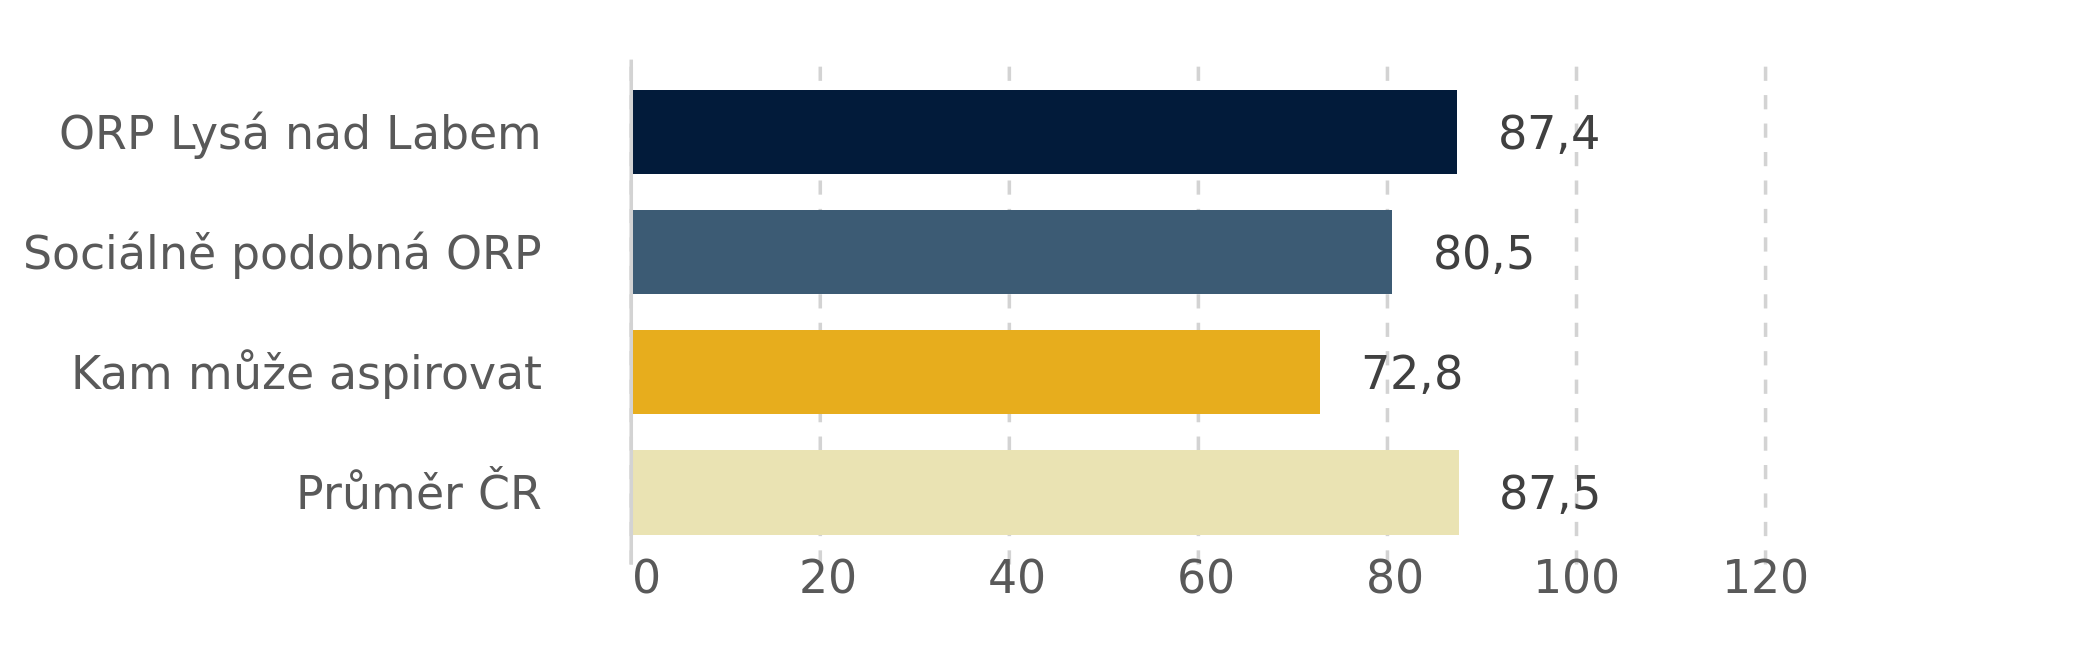 ORP Lysá nad Labem 87,4
Sociálně podobná ORP 80,5
Kam může aspirovat 72,8
Průměr ČR 87,5
0 20 40 60 80 100 120